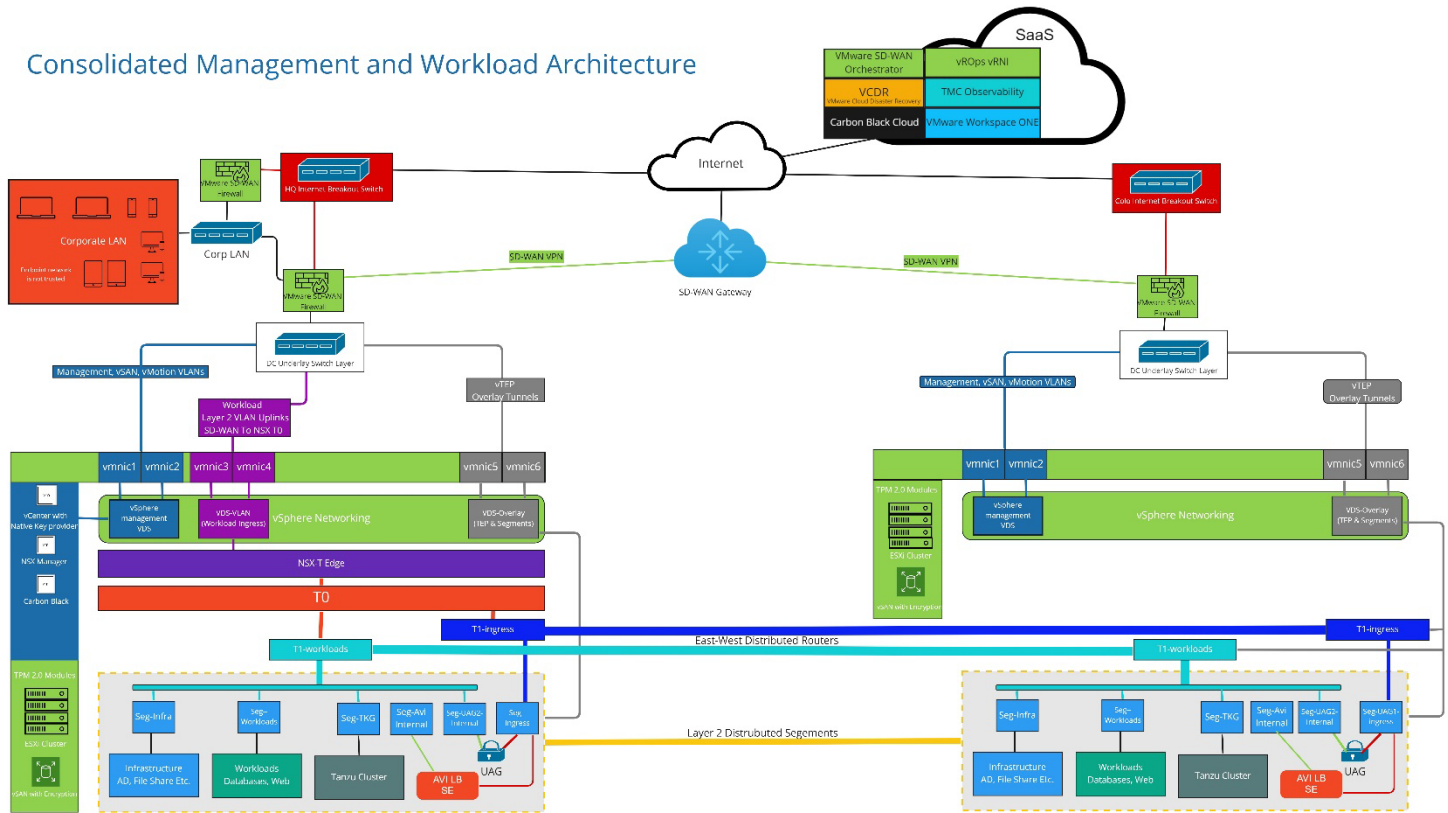 Consolidated Management and Workload Architecture
SaaS
VMware SD-WAN
Orchestrator
vROps vRNI
VCDR
VMware Cloud Disaster Recovery
TMC Observability
Carbon Black Cloud
VMware Workspace ONE
Internet
VMware SD-WAN
Firewall
HQ Internet Breakout Switch
Colo Internet Breakout Switch
Corporate LAN
Endpoint network
is not trusted
Corp LAN
SD-WAN VPN
SD-WAN VPN
SD-WAN Gateway
VMware SD-WAN
Firewall
VMware SD-WAN
Firewall
DC Underlay Switch Layer
DC Underlay Switch Layer
Management, vSAN, vMotion VLANs
vTEP
Overlay Tunnels
Management, vSAN, vMotion VLANs
vTEP
Overlay Tunnels
Workload
Layer 2 VLAN Uplinks
SD-WAN To NSX T0
vmnic1
vmnic2
vmnic3
vmnic4
vmnic5
vmnic6
vmnic1
vmnic2
vmnic5
vmnic6
vCenter with
Native Key provider
NSX Manager
Carbon Black
vSphere
management
VDS
VDS-VLAN
(Workload Ingress)
vSphere Networking
VDS-Overlay
(TEP & Segments)
TPM 2.0 Modules
ESXi Cluster
vSAN with Encryption
vSphere
management
VDS
vSphere Networking
VDS-Overlay
(TEP & Segments)
NSX T Edge
T0
T1-ingress
T1-ingress
East-West Distributed Routers
T1-workloads
T1-workloads
TPM 2.0 Modules
ESXi Cluster
vSAN with Encryption
Seg-Infra
Seg-
Workloads
Seg-TKG
Seg-Avi
Internal
Seg-UAG2-
Internal
Seg
Ingress
Infrastructure
AD, File Share Etc.
Workloads
Databases, Web
Tanzu Cluster
AVI LB
SE
UAG
Layer 2 Distrubuted Segements
Seg-Infra
Seg-
Workloads
Seg-TKG
Seg-Avi
Internal
Seg-UAG2-
Internal
Seg-UAG1-
ingress
Infrastructure
AD, File Share Etc.
Workloads
Databases, Web
Tanzu Cluster
AVI LB
SE
UAG